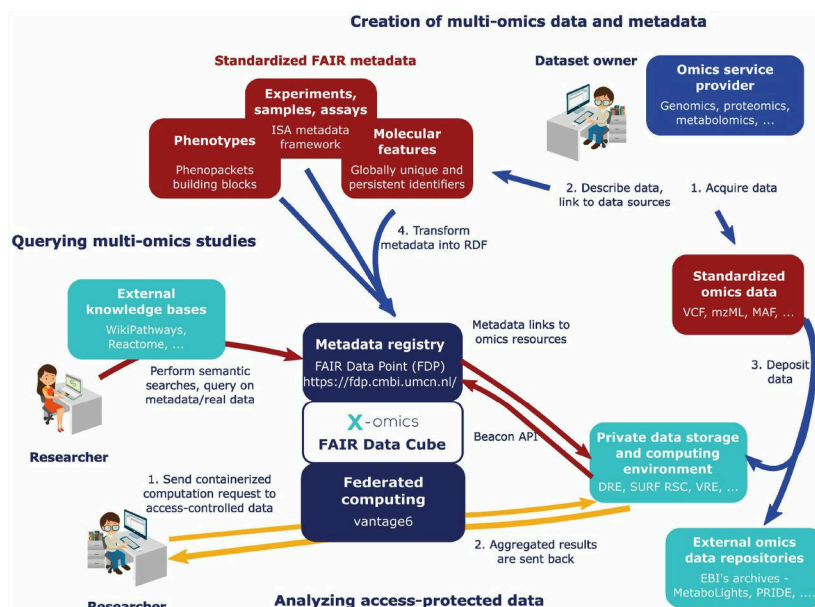 Creation of multi-omics data and metadata
Standardized FAIR metadata
Experiments,
samples, assays
ISA metadata
framework
Phenotypes
Phenopackets
building blocks
Molecular
features
Globally unique and
persistent identifiers
Dataset owner
Omics service
provider
Genomics, proteomics,
metabolomics, ...
2. Describe data,
link to data sources
1. Acquire data
4. Transform
metadata into RDF
Querying multi-omics studies
Standardized
omics data
VCF, mzML, MAF, ...
External
knowledge bases
WikiPathways,
Reactome, ...
Metadata registry
FAIR Data Point (FDP)
https://fdp.cmbi.umcn.nl/
Metadata links to
omics resources
3. Deposit
data
Perform semantic
searches, query on
metadata/real data
Researcher
X-omics
FAIR Data Cube
Beacon API
Private data storage
and computing
environment
DRE, SURF RSC, VRE, ...
1. Send containerized
computation request to
access-controlled data
Federated
computing
vantage6
2. Aggregated results
are sent back
External omics
data repositories
EBI's archives -
MetaboLights, PRIDE, ....
Researcher
Analyzing access-protected data